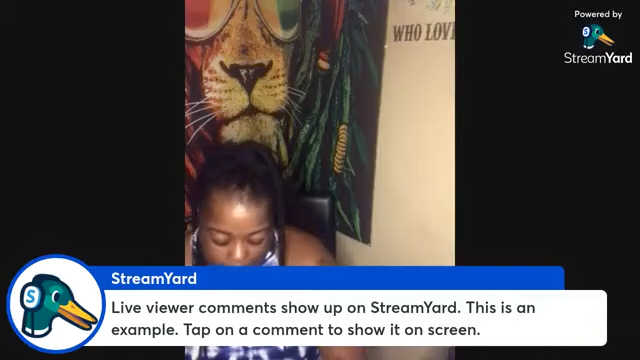 Powered by
StreamYard
WHO LOVE
StreamYard
Live viewer comments show up on StreamYard. This is an
example. Tap on a comment to show it on screen.